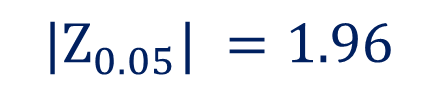 |Z₀.₀₅| = 1.96